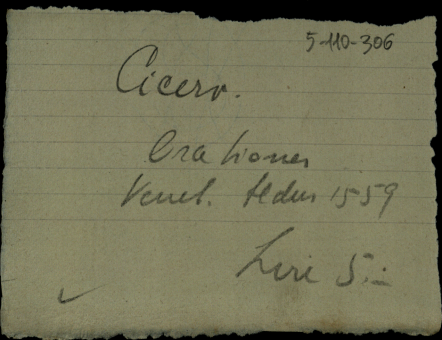 5-110-306
Cicero.
Orationes
Venet. Aldus 1559
Lire 5.-